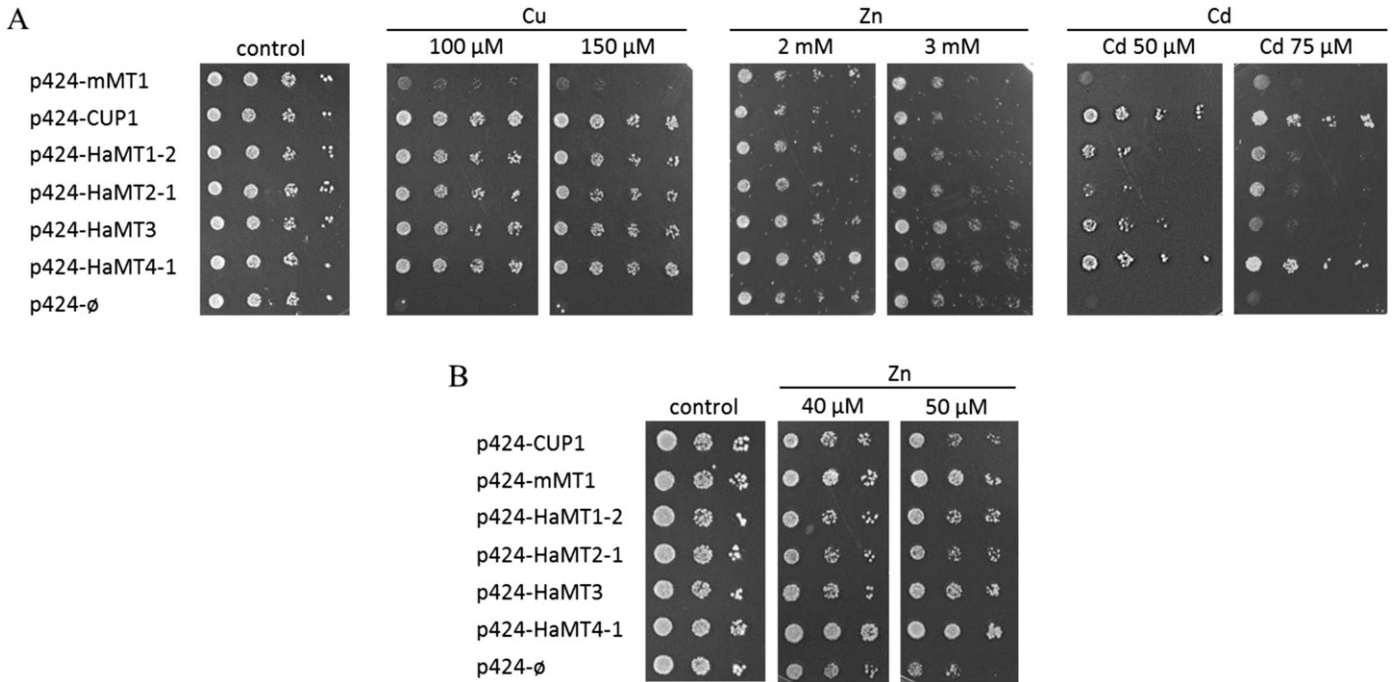 A
Cu
Zn
Cd
control
100 µM
150 µM
2 mM
3 mM
Cd 50 µM
Cd 75 µM
p424-mMT1
p424-CUP1
p424-HaMT1-2
p424-HaMT2-1
p424-HaMT3
p424-HaMT4-1
p424-ø
B
Zn
control
40 µM
50 µM
p424-CUP1
p424-mMT1
p424-HaMT1-2
p424-HaMT2-1
p424-HaMT3
p424-HaMT4-1
p424-ø